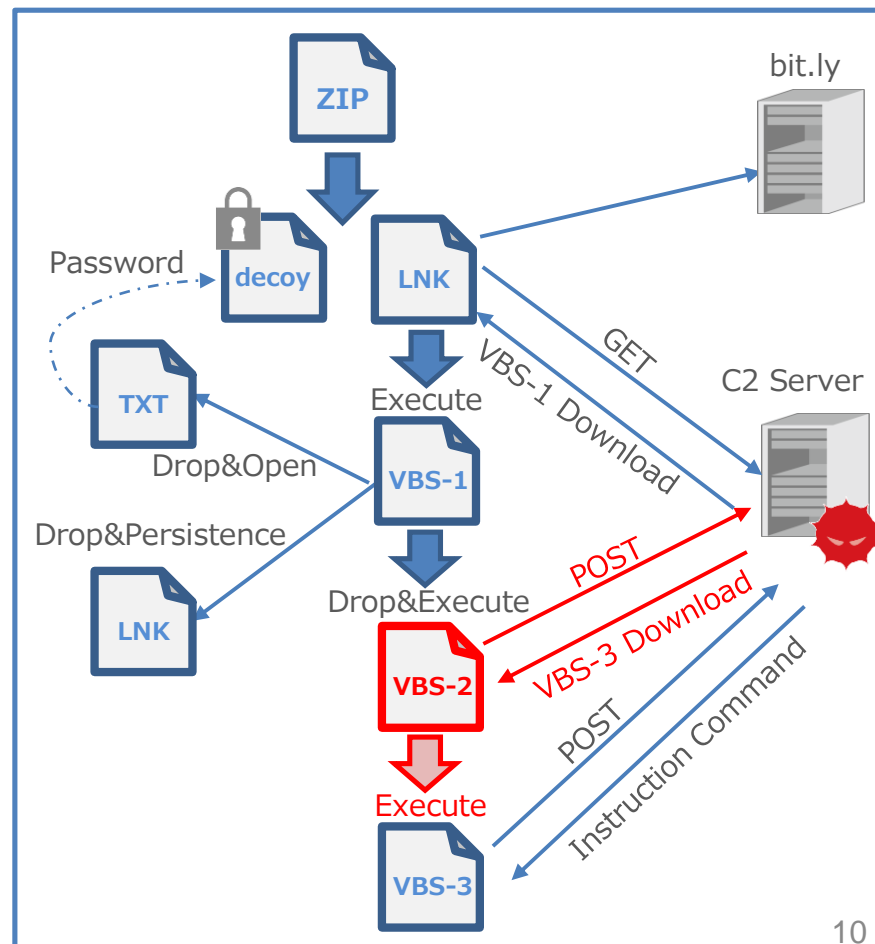 bit.ly
ZIP
Password
decoy
LNK
GET
VBS-1 Download
C2 Server
TXT
Execute
Drop&Open
VBS-1
Drop&Persistence
POST
Drop&Execute
LNK
VBS-2
VBS-3 Download
POST
Instruction Command
Execute
VBS-3
10